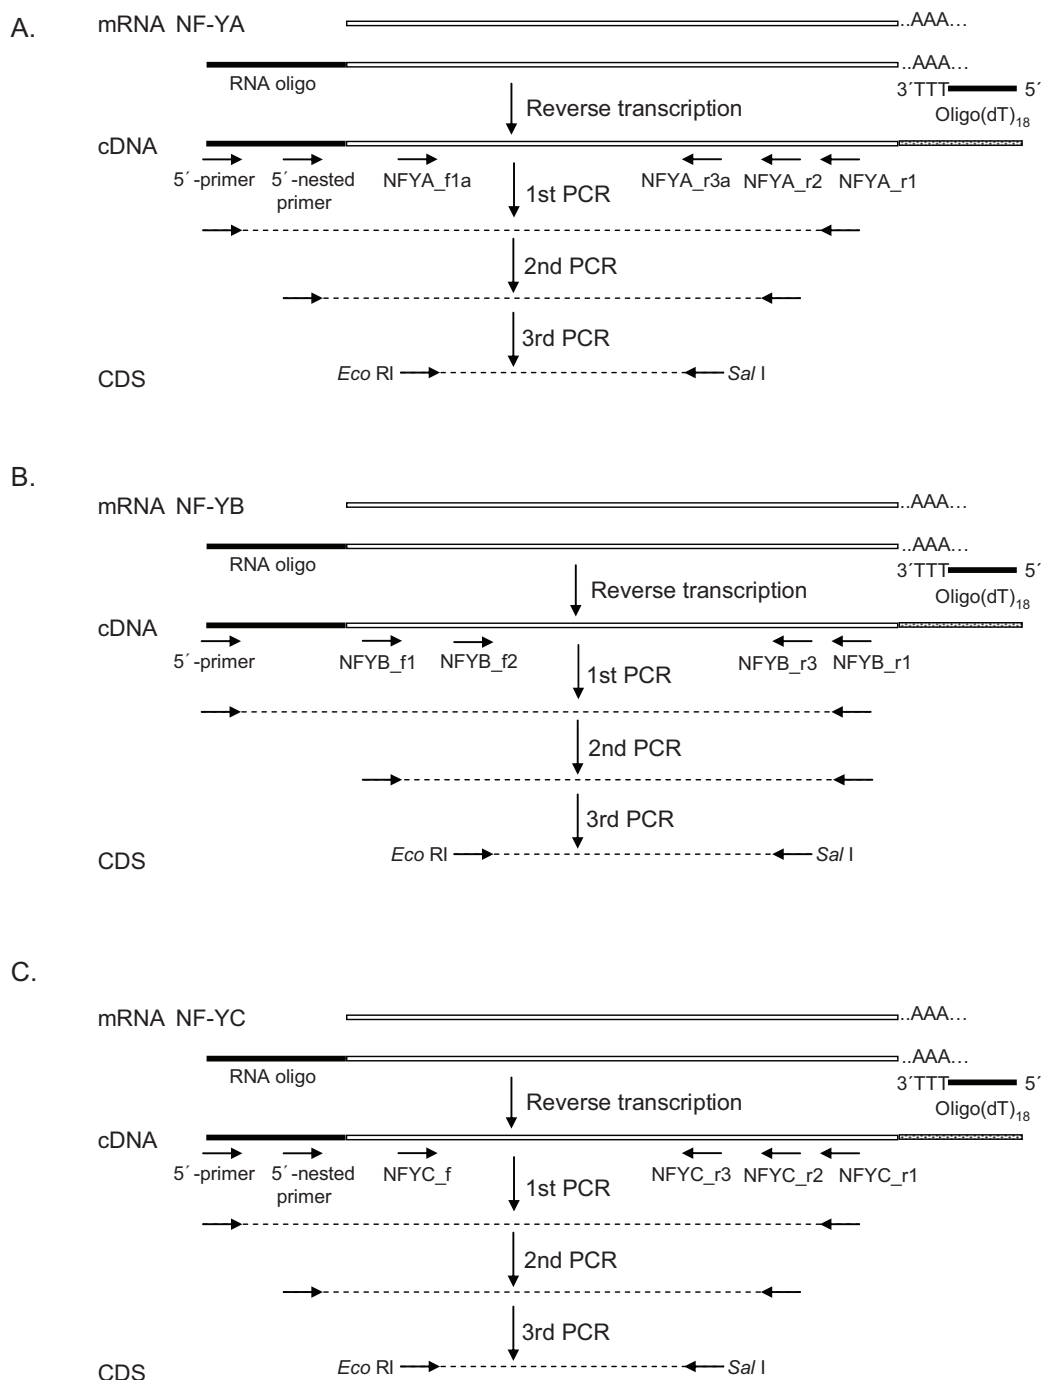 A.
mRNA NF-YA
..AAA...
..AAA...
RNA oligo
3´TTT 5´
Oligo(dT)18
Reverse transcription
cDNA
5´-primer 5´-nested primer NFYA_f1a NFYA_r3a NFYA_r2 NFYA_r1
1st PCR
2nd PCR
3rd PCR
CDS
Eco RI Sal I
B.
mRNA NF-YB
..AAA...
..AAA...
RNA oligo
3´TTT 5´
Oligo(dT)18
Reverse transcription
cDNA
5´-primer NFYB_f1 NFYB_f2 NFYB_r3 NFYB_r1
1st PCR
2nd PCR
3rd PCR
CDS
Eco RI Sal I
C.
mRNA NF-YC
..AAA...
..AAA...
RNA oligo
3´TTT 5´
Oligo(dT)18
Reverse transcription
cDNA
5´-primer 5´-nested primer NFYC_f NFYC_r3 NFYC_r2 NFYC_r1
1st PCR
2nd PCR
3rd PCR
CDS
Eco RI Sal I